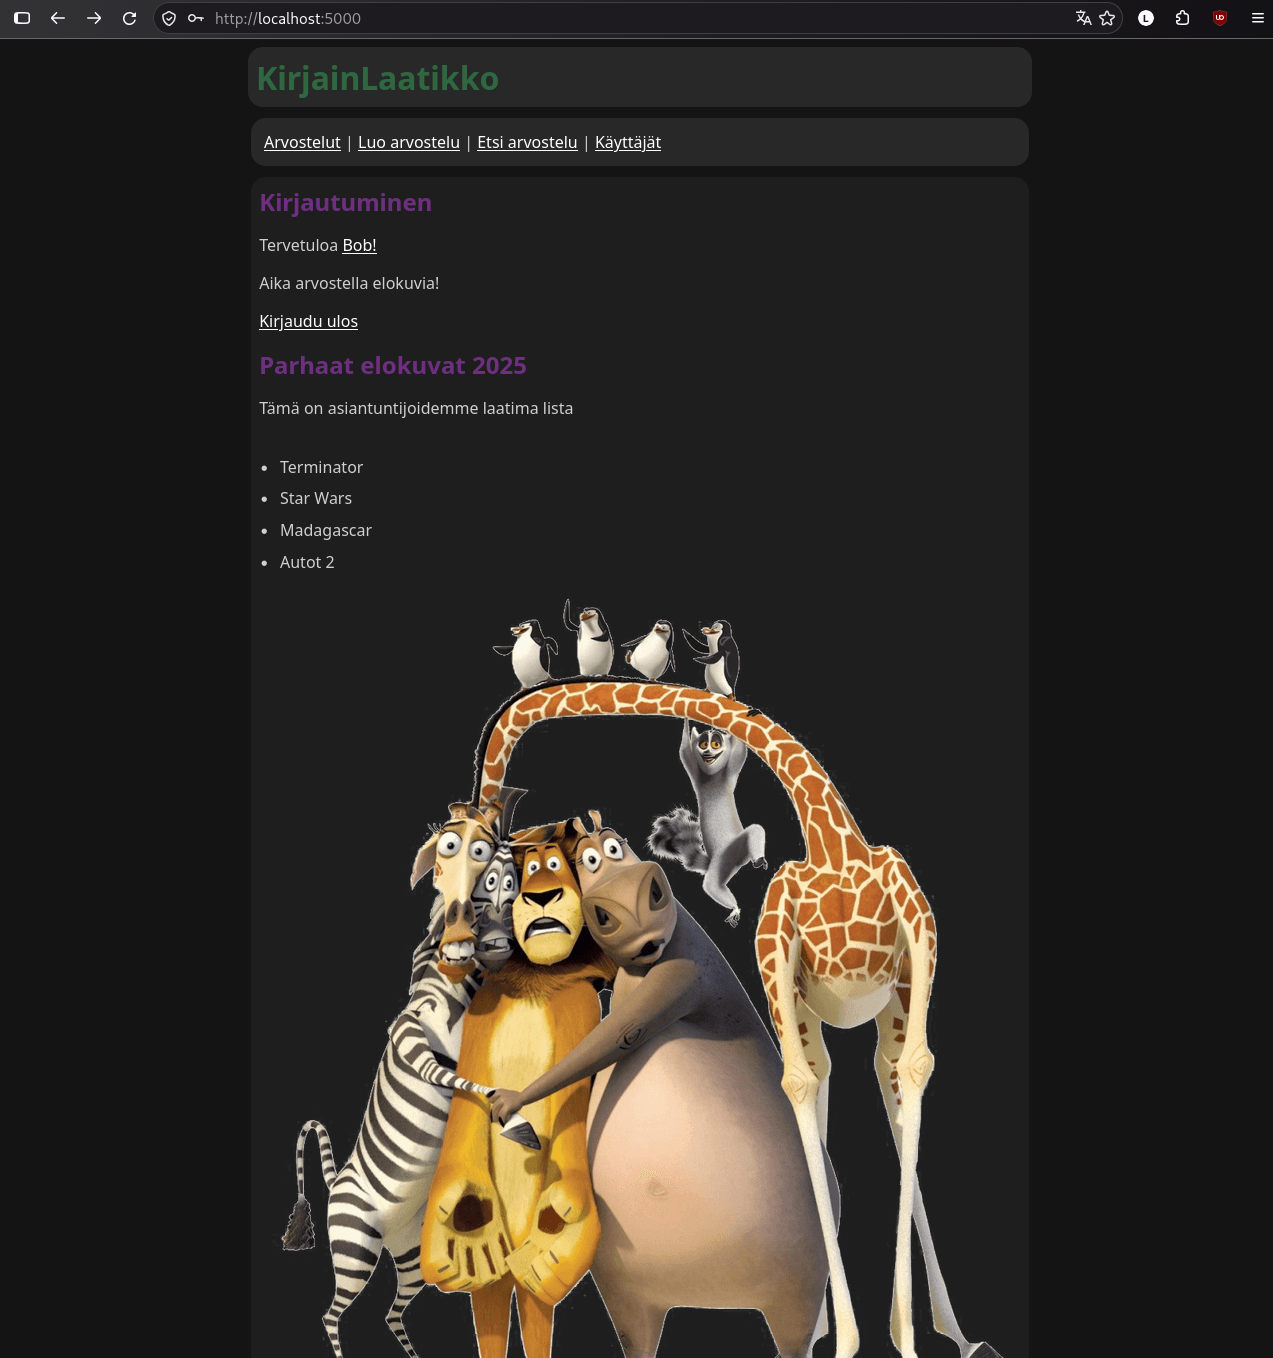 http://localhost:5000
L
KirjainLaatikko
Arvostelut | Luo arvostelu | Etsi arvostelu | Käyttäjät
Kirjautuminen
Tervetuloa Bob!
Aika arvostella elokuvia!
Kirjaudu ulos
Parhaat elokuvat 2025
Tämä on asiantuntijoidemme laatima lista
• Terminator
• Star Wars
• Madagascar
• Autot 2